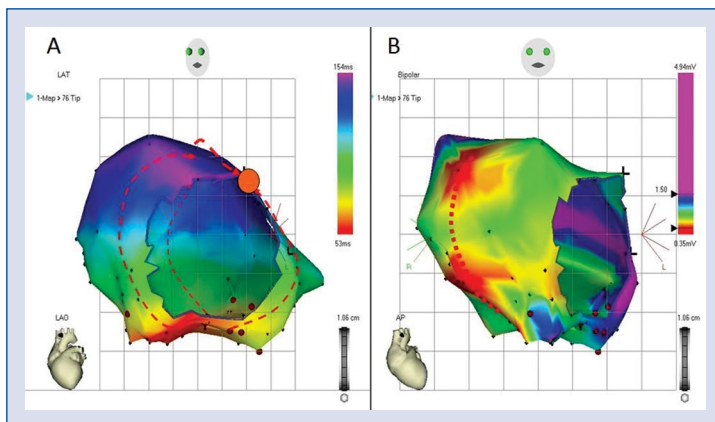 A
154ms
LAT
1-Map > 76 Tip
53ms
LAO
1.06 cm
B
4.94mV
Bipolar
1-Map > 76 Tip
1.50
0.35mV
R
L
AP
1.06 cm